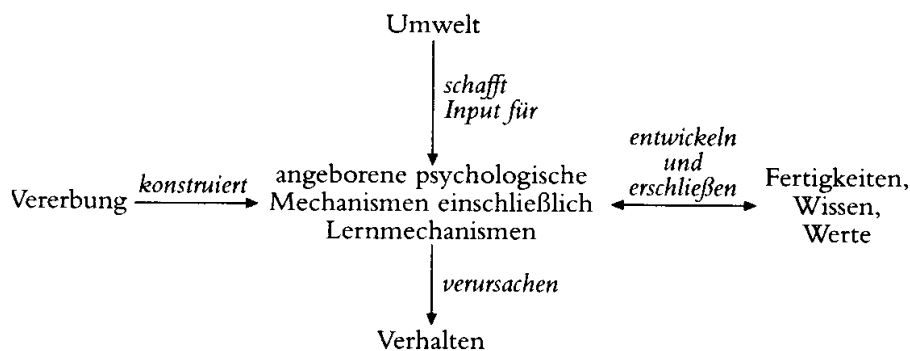 Umwelt
schafft
Input für
entwickeln
und
erschließen
Vererbung
konstruiert
angeborene psychologische
Mechanismen einschließlich
Lernmechanismen
Fertigkeiten,
Wissen,
Werte
verursachen
Verhalten